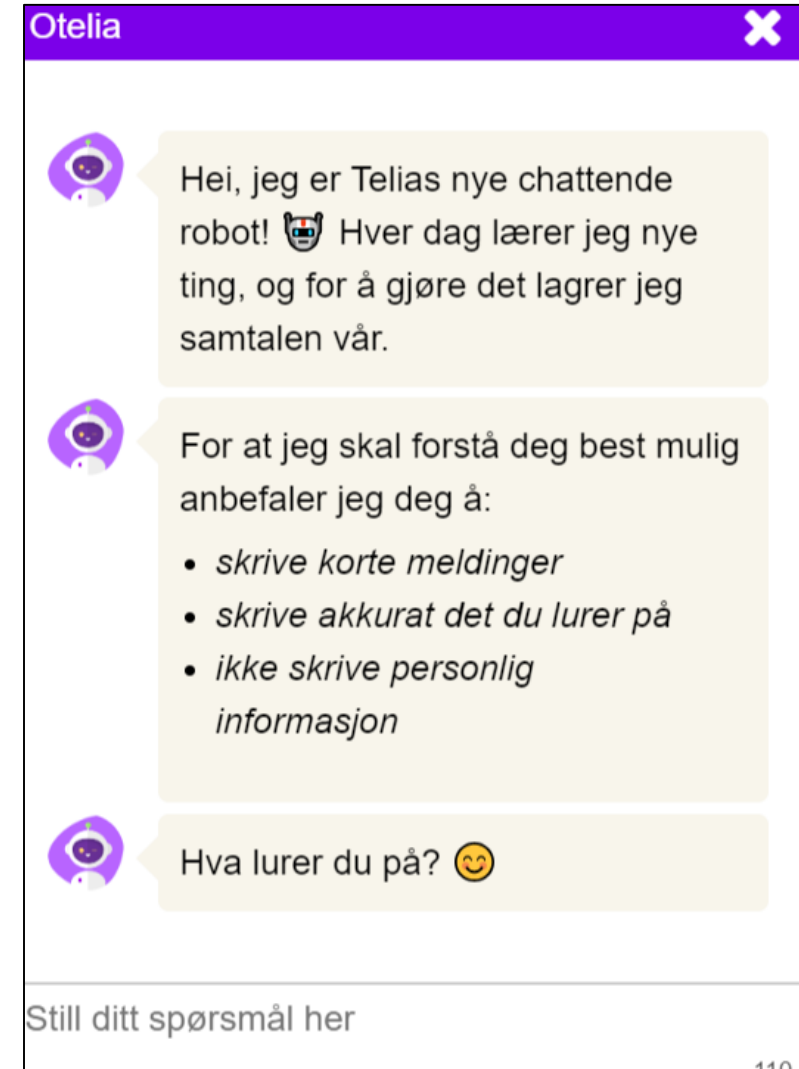 Otelia
Hei, jeg er Telias nye chattende
robot! 🤖 Hver dag lærer jeg nye
ting, og for å gjøre det lagrer jeg
samtalen vår.
For at jeg skal forstå deg best mulig
anbefaler jeg deg å:
• skrive korte meldinger
• skrive akkurat det du lurer på
• ikke skrive personlig
informasjon
Hva lurer du på? 😊
Still ditt spørsmål her
110